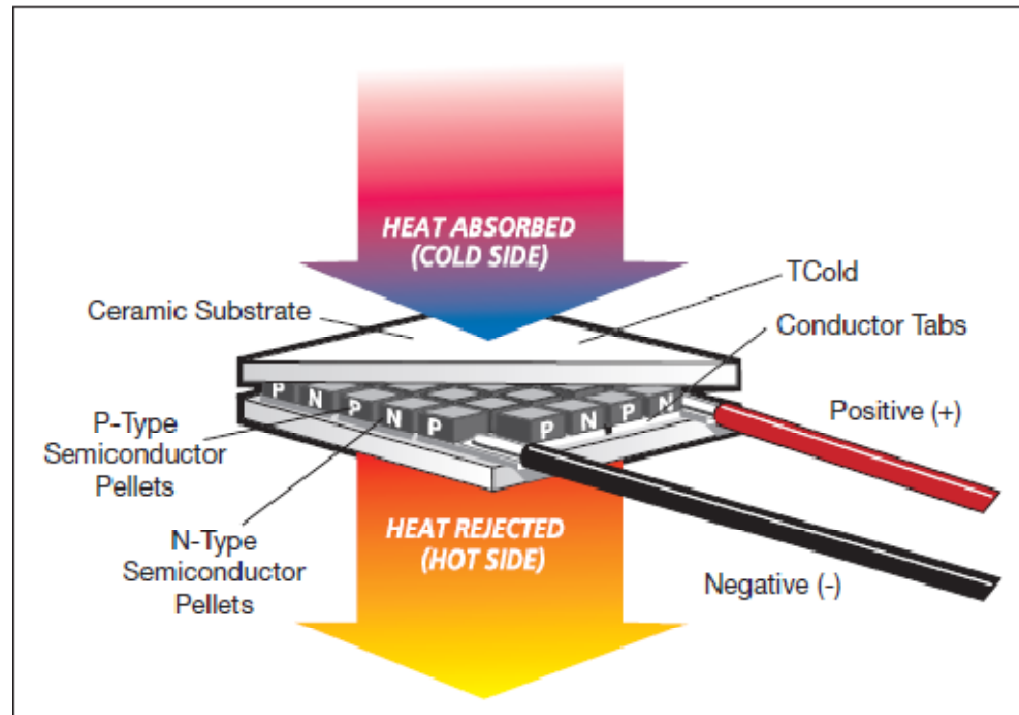 HEAT ABSORBED
(COLD SIDE)
TCold
Ceramic Substrate
Conductor Tabs
P N P N P
P N P N
Positive (+)
P-Type
Semiconductor
Pellets
HEAT REJECTED
(HOT SIDE)
N-Type
Semiconductor
Pellets
Negative (-)